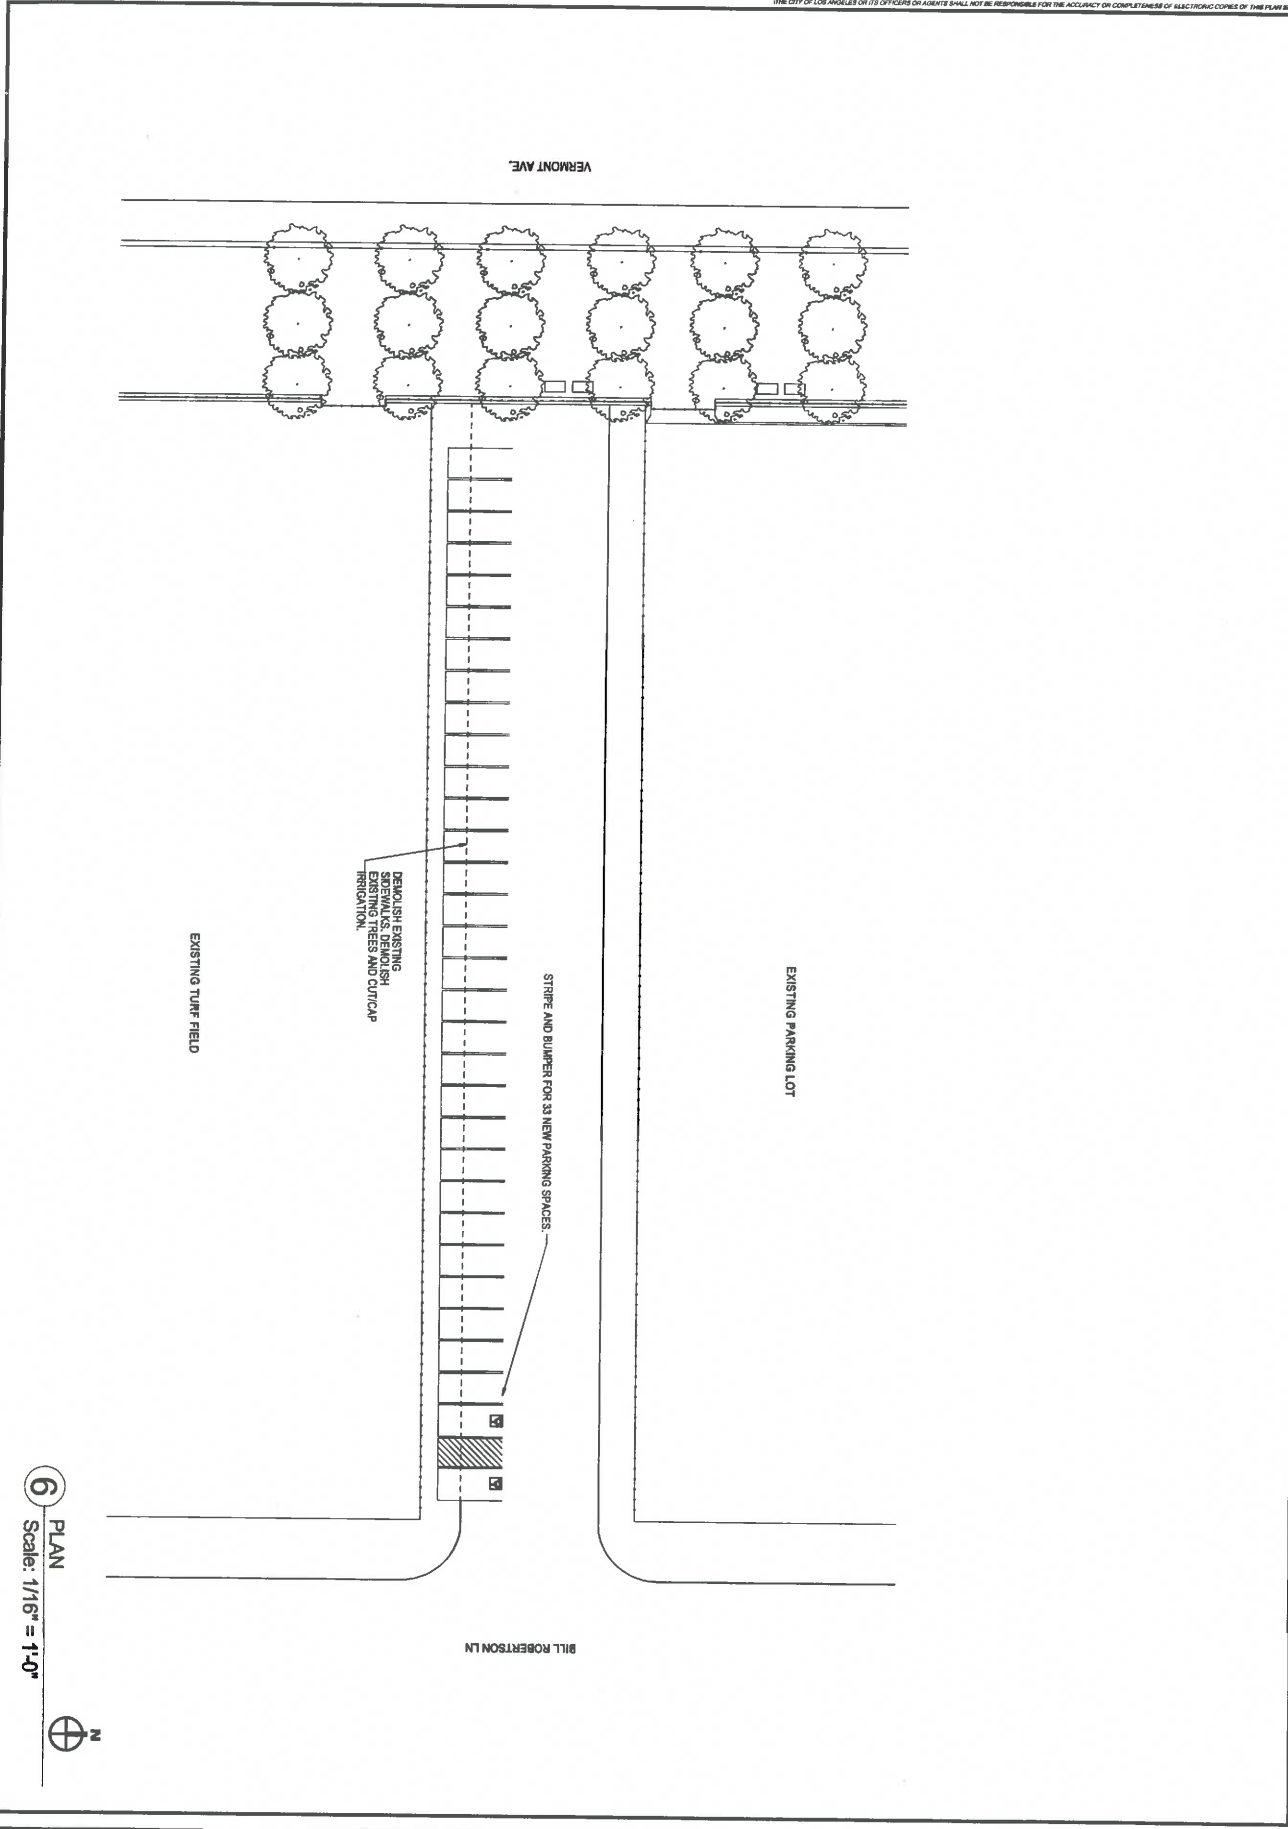 (THE CITY OF LOS ANGELES OR ITS OFFICERS OR AGENTS SHALL NOT BE RESPONSIBLE FOR THE ACCURACY OR COMPLETENESS OF ELECTRONIC COPIES OF THIS PLAN
VERMONT AVE.
DEMOLISH EXISTING
SIDEWALKS. DEMOLISH
EXISTING TREES AND CUT/CAP
IRRIGATION.
EXISTING TURF FIELD
STRIPE AND BUMPER FOR 33 NEW PARKING SPACES.
EXISTING PARKING LOT
BILL ROBERTSON LN
6
PLAN
Scale: 1/16" = 1'-0"
N